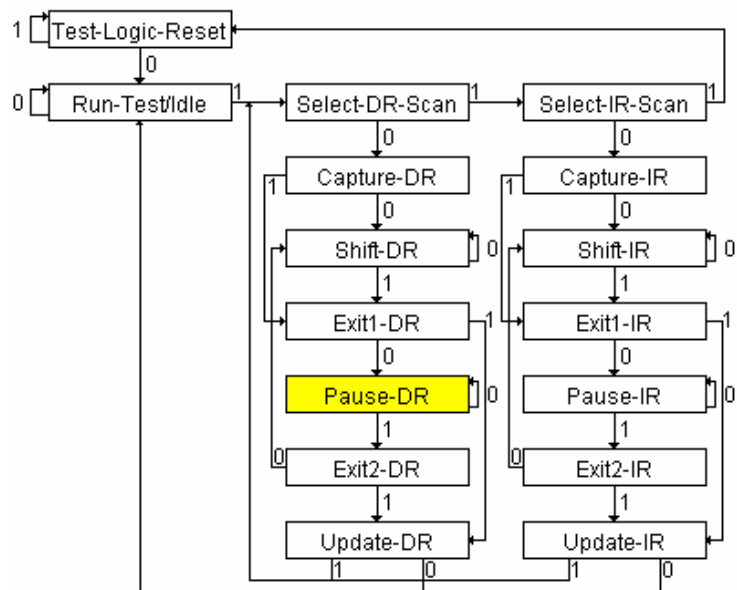 1 Test-Logic-Reset
0
0 Run-Test/Idle 1 Select-DR-Scan 1 Select-IR-Scan 1
0 0
1 Capture-DR 1 Capture-IR
0 0
Shift-DR 0 Shift-IR 0
1 1
Exit1-DR 1 Exit1-IR 1
0 0
Pause-DR 0 Pause-IR 0
1 1
0 Exit2-DR 0 Exit2-IR
1 1
Update-DR Update-IR
1 0 1 0